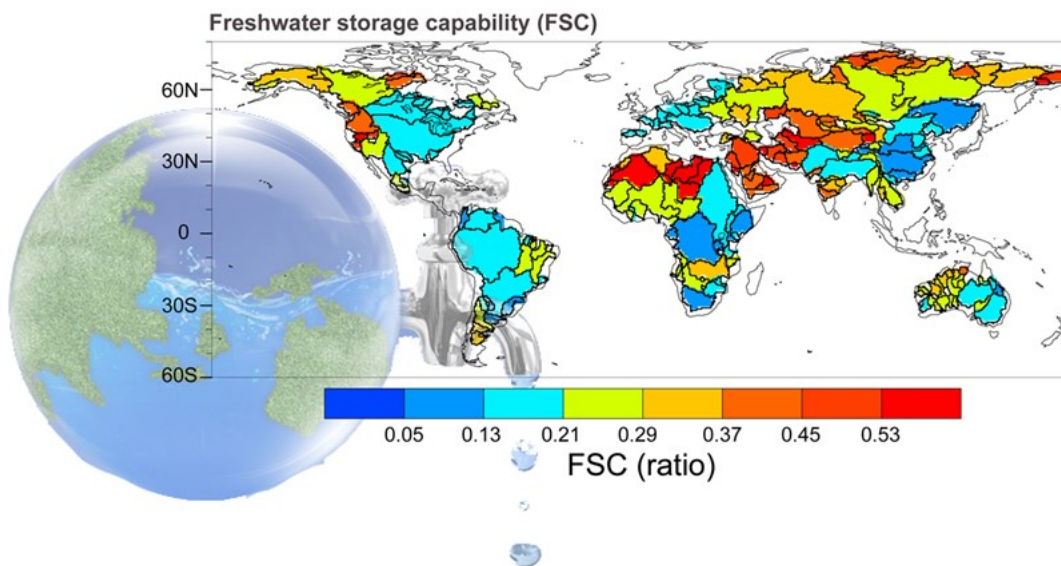 Freshwater storage capability (FSC)
60N
30N
0
30S
60S
0.05 0.13 0.21 0.29 0.37 0.45 0.53
FSC (ratio)